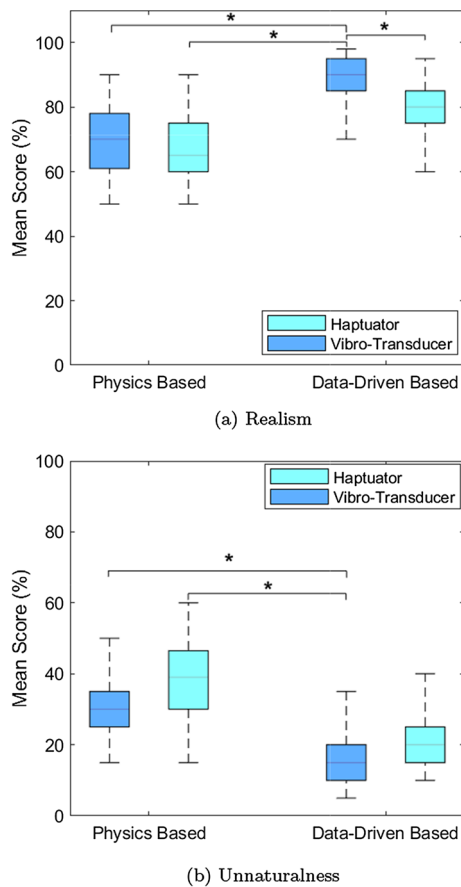 *
*
*
100
80
60
40
20
0
Mean Score (%)
Haptuator
Vibro-Transducer
Physics Based
Data-Driven Based
(a) Realism
100
80
60
40
20
0
Mean Score (%)
Haptuator
Vibro-Transducer
*
*
Physics Based
Data-Driven Based
(b) Unnaturalness